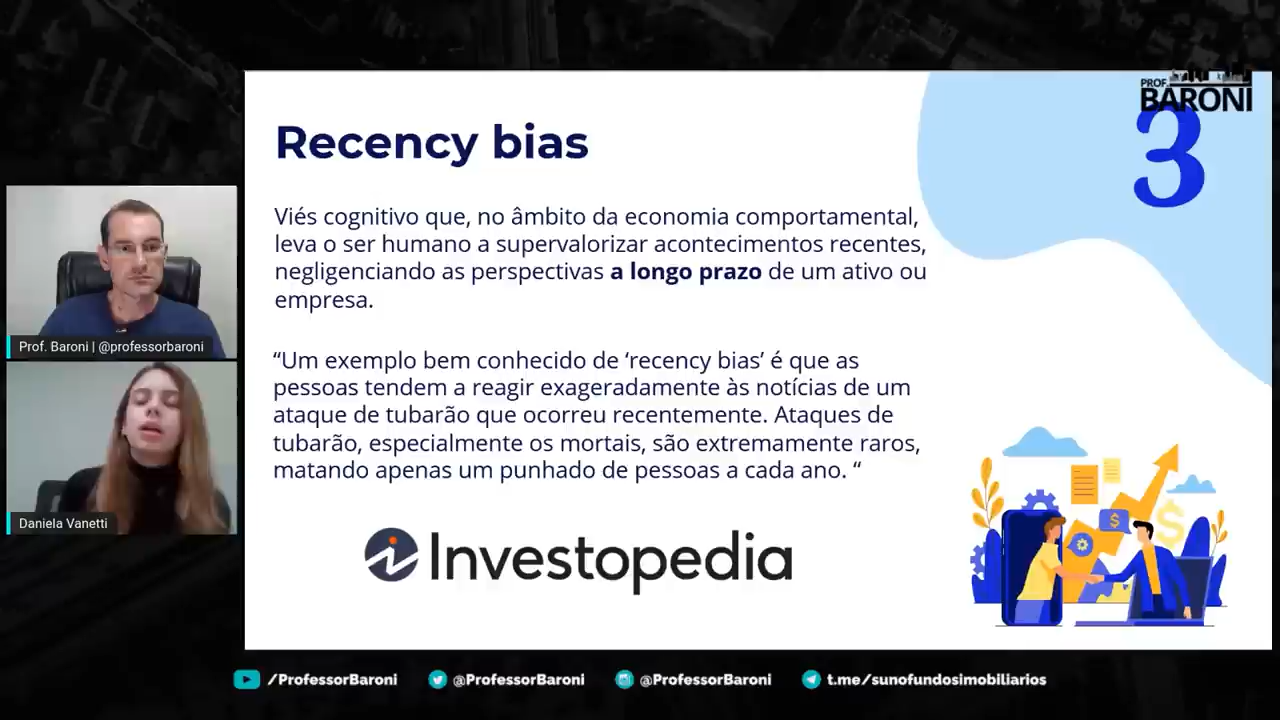 PROF.
BARONI
3
Recency bias
Viés cognitivo que, no âmbito da economia comportamental,
leva o ser humano a supervalorizar acontecimentos recentes,
negligenciando as perspectivas a longo prazo de um ativo ou
empresa.
“Um exemplo bem conhecido de ‘recency bias’ é que as
pessoas tendem a reagir exageradamente às notícias de um
ataque de tubarão que ocorreu recentemente. Ataques de
tubarão, especialmente os mortais, são extremamente raros,
matando apenas um punhado de pessoas a cada ano. “
Investopedia
Prof. Baroni | @professorbaroni
Daniela Vanetti
/ProfessorBaroni
@ProfessorBaroni
@ProfessorBaroni
t.me/sunofundosimobiliarios